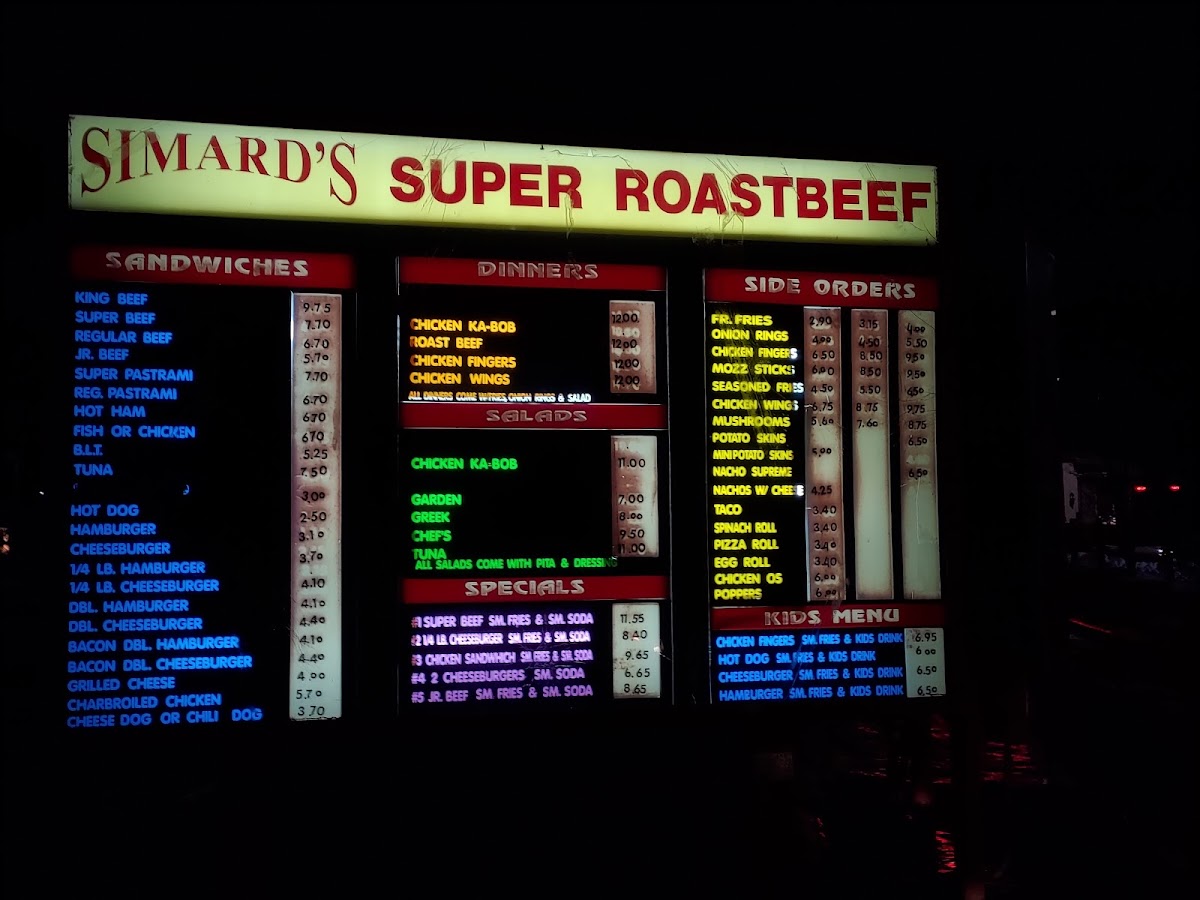 SIMARD'S SUPER ROASTBEEF
SANDWICHES
KING BEEF 9.75
SUPER BEEF 7.70
REGULAR BEEF 6.70
JR. BEEF 5.70
SUPER PASTRAMI 7.70
REG. PASTRAMI 6.70
HOT HAM 6.70
FISH OR CHICKEN 6.70
B.L.T. 5.25
TUNA 7.50
HOT DOG 3.00
HAMBURGER 2.50
CHEESEBURGER 3.10
1/4 LB. HAMBURGER 3.70
1/4 LB. CHEESEBURGER 4.10
DBL. HAMBURGER 4.10
DBL. CHEESEBURGER 4.40
BACON DBL. HAMBURGER 4.10
BACON DBL. CHEESEBURGER 4.40
GRILLED CHEESE 4.00
CHARBROILED CHICKEN 5.70
CHEESE DOG OR CHILI DOG 3.70
DINNERS
CHICKEN KA-BOB 12.00
ROAST BEEF 12.00
CHICKEN FINGERS 12.00
CHICKEN WINGS 12.00
ALL DINNERS COME W/FRIES, ONION RINGS & SALAD
SALADS
CHICKEN KA-BOB 11.00
GARDEN 7.00
GREEK 8.00
CHEF'S 9.50
TUNA 11.00
ALL SALADS COME WITH PITA & DRESSING
SPECIALS
#1 SUPER BEEF SM. FRIES & SM. SODA 11.55
#2 1/4 LB. CHEESEBURGER SM. FRIES & SM. SODA 8.40
#3 CHICKEN SANDWICH SM. FRIES & SM. SODA 9.65
#4 2 CHEESEBURGERS SM. SODA 6.65
#5 JR. BEEF SM. FRIES & SM. SODA 8.65
SIDE ORDERS
FR. FRIES 2.90 3.15 4.00
ONION RINGS 4.00 4.50 5.50
CHICKEN FINGERS 6.50 8.50 9.50
MOZZ STICKS 6.90 8.50 9.50
SEASONED FRIES 4.50 5.50 6.50
CHICKEN WINGS 6.75 8.75 9.75
MUSHROOMS 5.60 7.60 8.75
POTATO SKINS 6.50
MINI POTATO SKINS 5.90
NACHO SUPREME 6.50
NACHOS W/ CHEESE 4.25
TACO 3.40
SPINACH ROLL 3.40
PIZZA ROLL 3.40
EGG ROLL 3.40
CHICKEN OS 6.00
POPPERS 6.00
KIDS MENU
CHICKEN FINGERS SM. FRIES & KIDS DRINK 6.95
HOT DOG SM. FRIES & KIDS DRINK 6.00
CHEESEBURGER SM. FRIES & KIDS DRINK 6.50
HAMBURGER SM. FRIES & KIDS DRINK 6.50